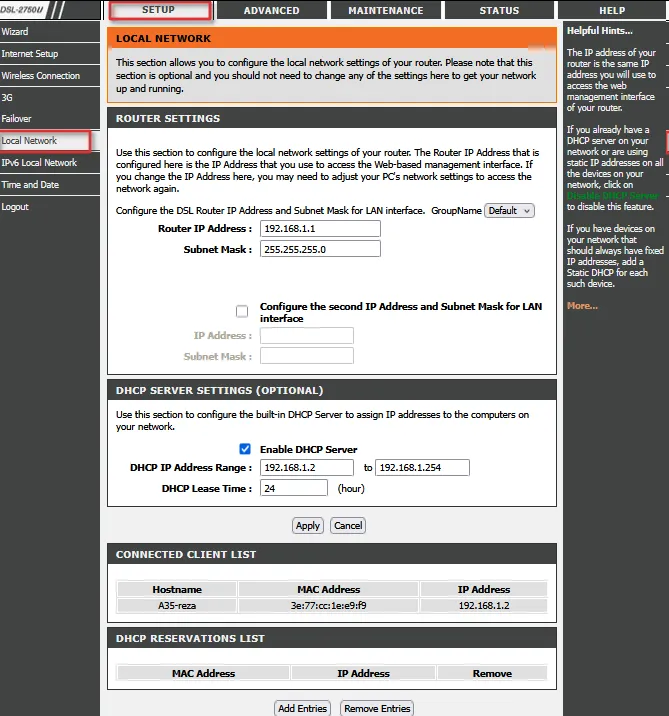 DSL-2750U
SETUP
ADVANCED
MAINTENANCE
STATUS
HELP
Wizard
Internet Setup
Wireless Connection
3G
Failover
Local Network
IPv6 Local Network
Time and Date
Logout
LOCAL NETWORK
This section allows you to configure the local network settings of your router. Please note that this
section is optional and you should not need to change any of the settings here to get your network
up and running.
ROUTER SETTINGS
Use this section to configure the local network settings of your router. The Router IP Address that is
configured here is the IP Address that you use to access the Web-based management interface. If
you change the IP Address here, you may need to adjust your PC's network settings to access the
network again.
Configure the DSL Router IP Address and Subnet Mask for LAN interface. GroupName Default
Router IP Address : 192.168.1.1
Subnet Mask : 255.255.255.0
Configure the second IP Address and Subnet Mask for LAN
interface
IP Address :
Subnet Mask :
DHCP SERVER SETTINGS (OPTIONAL)
Use this section to configure the built-in DHCP Server to assign IP addresses to the computers on
your network.
Enable DHCP Server
DHCP IP Address Range : 192.168.1.2 to 192.168.1.254
DHCP Lease Time : 24 (hour)
Apply Cancel
CONNECTED CLIENT LIST
Hostname MAC Address IP Address
A35-reza 3e:77:cc:1e:e9:f9 192.168.1.2
DHCP RESERVATIONS LIST
MAC Address IP Address Remove
Add Entries Remove Entries
Helpful Hints...
The IP address of your
router is the same IP
address you will use to
access the web
management interface
of your router.
If you already have a
DHCP server on your
network or are using
static IP addresses on all
the devices on your
network, click on
Disable DHCP Server
to disable this feature.
If you have devices on
your network that
should always have fixed
IP addresses, add a
Static DHCP for each
such device.
More...